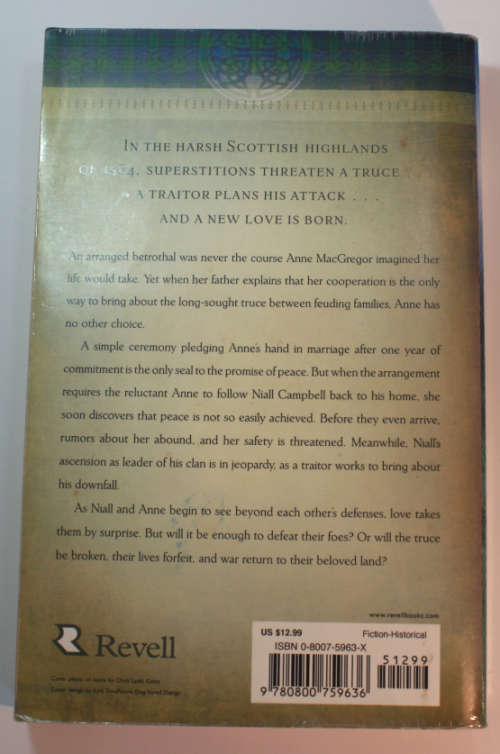 IN THE HARSH SCOTTISH HIGHLANDS
OF 1594, SUPERSTITIONS THREATEN A TRUCE
A TRAITOR PLANS HIS ATTACK . . .
AND A NEW LOVE IS BORN.
An arranged betrothal was never the course Anne MacGregor imagined her
life would take. Yet when her father explains that her cooperation is the only
way to bring about the long-sought truce between feuding families, Anne has
no other choice.
A simple ceremony pledging Anne's hand in marriage after one year of
commitment is the only seal to the promise of peace. But when the arrangement
requires the reluctant Anne to follow Niall Campbell back to his home, she
soon discovers that peace is not so easily achieved. Before they even arrive,
rumors about her abound, and her safety is threatened. Meanwhile, Niall's
ascension as leader of his clan is in jeopardy, as a traitor works to bring about
his downfall.
As Niall and Anne begin to see beyond each other's defenses, love takes
them by surprise. But will it be enough to defeat their foes? Or will the truce
be broken, their lives forfeit, and war return to their beloved land?
www.revellbooks.com
Revell
US $12.99 Fiction-Historical
ISBN 0-8007-5963-X
51299
9 780800 759636
Cover photo of
Cover design by